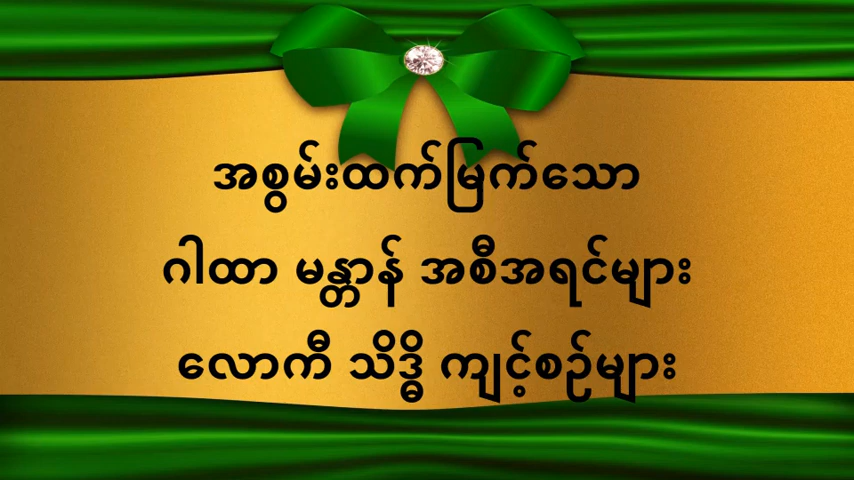 အစွမ်းထက်မြက်သော
ဂါထာ မန္တာန် အစီအရင်များ
လောကီ သိဒ္ဓိ ကျင့်စဉ်များ